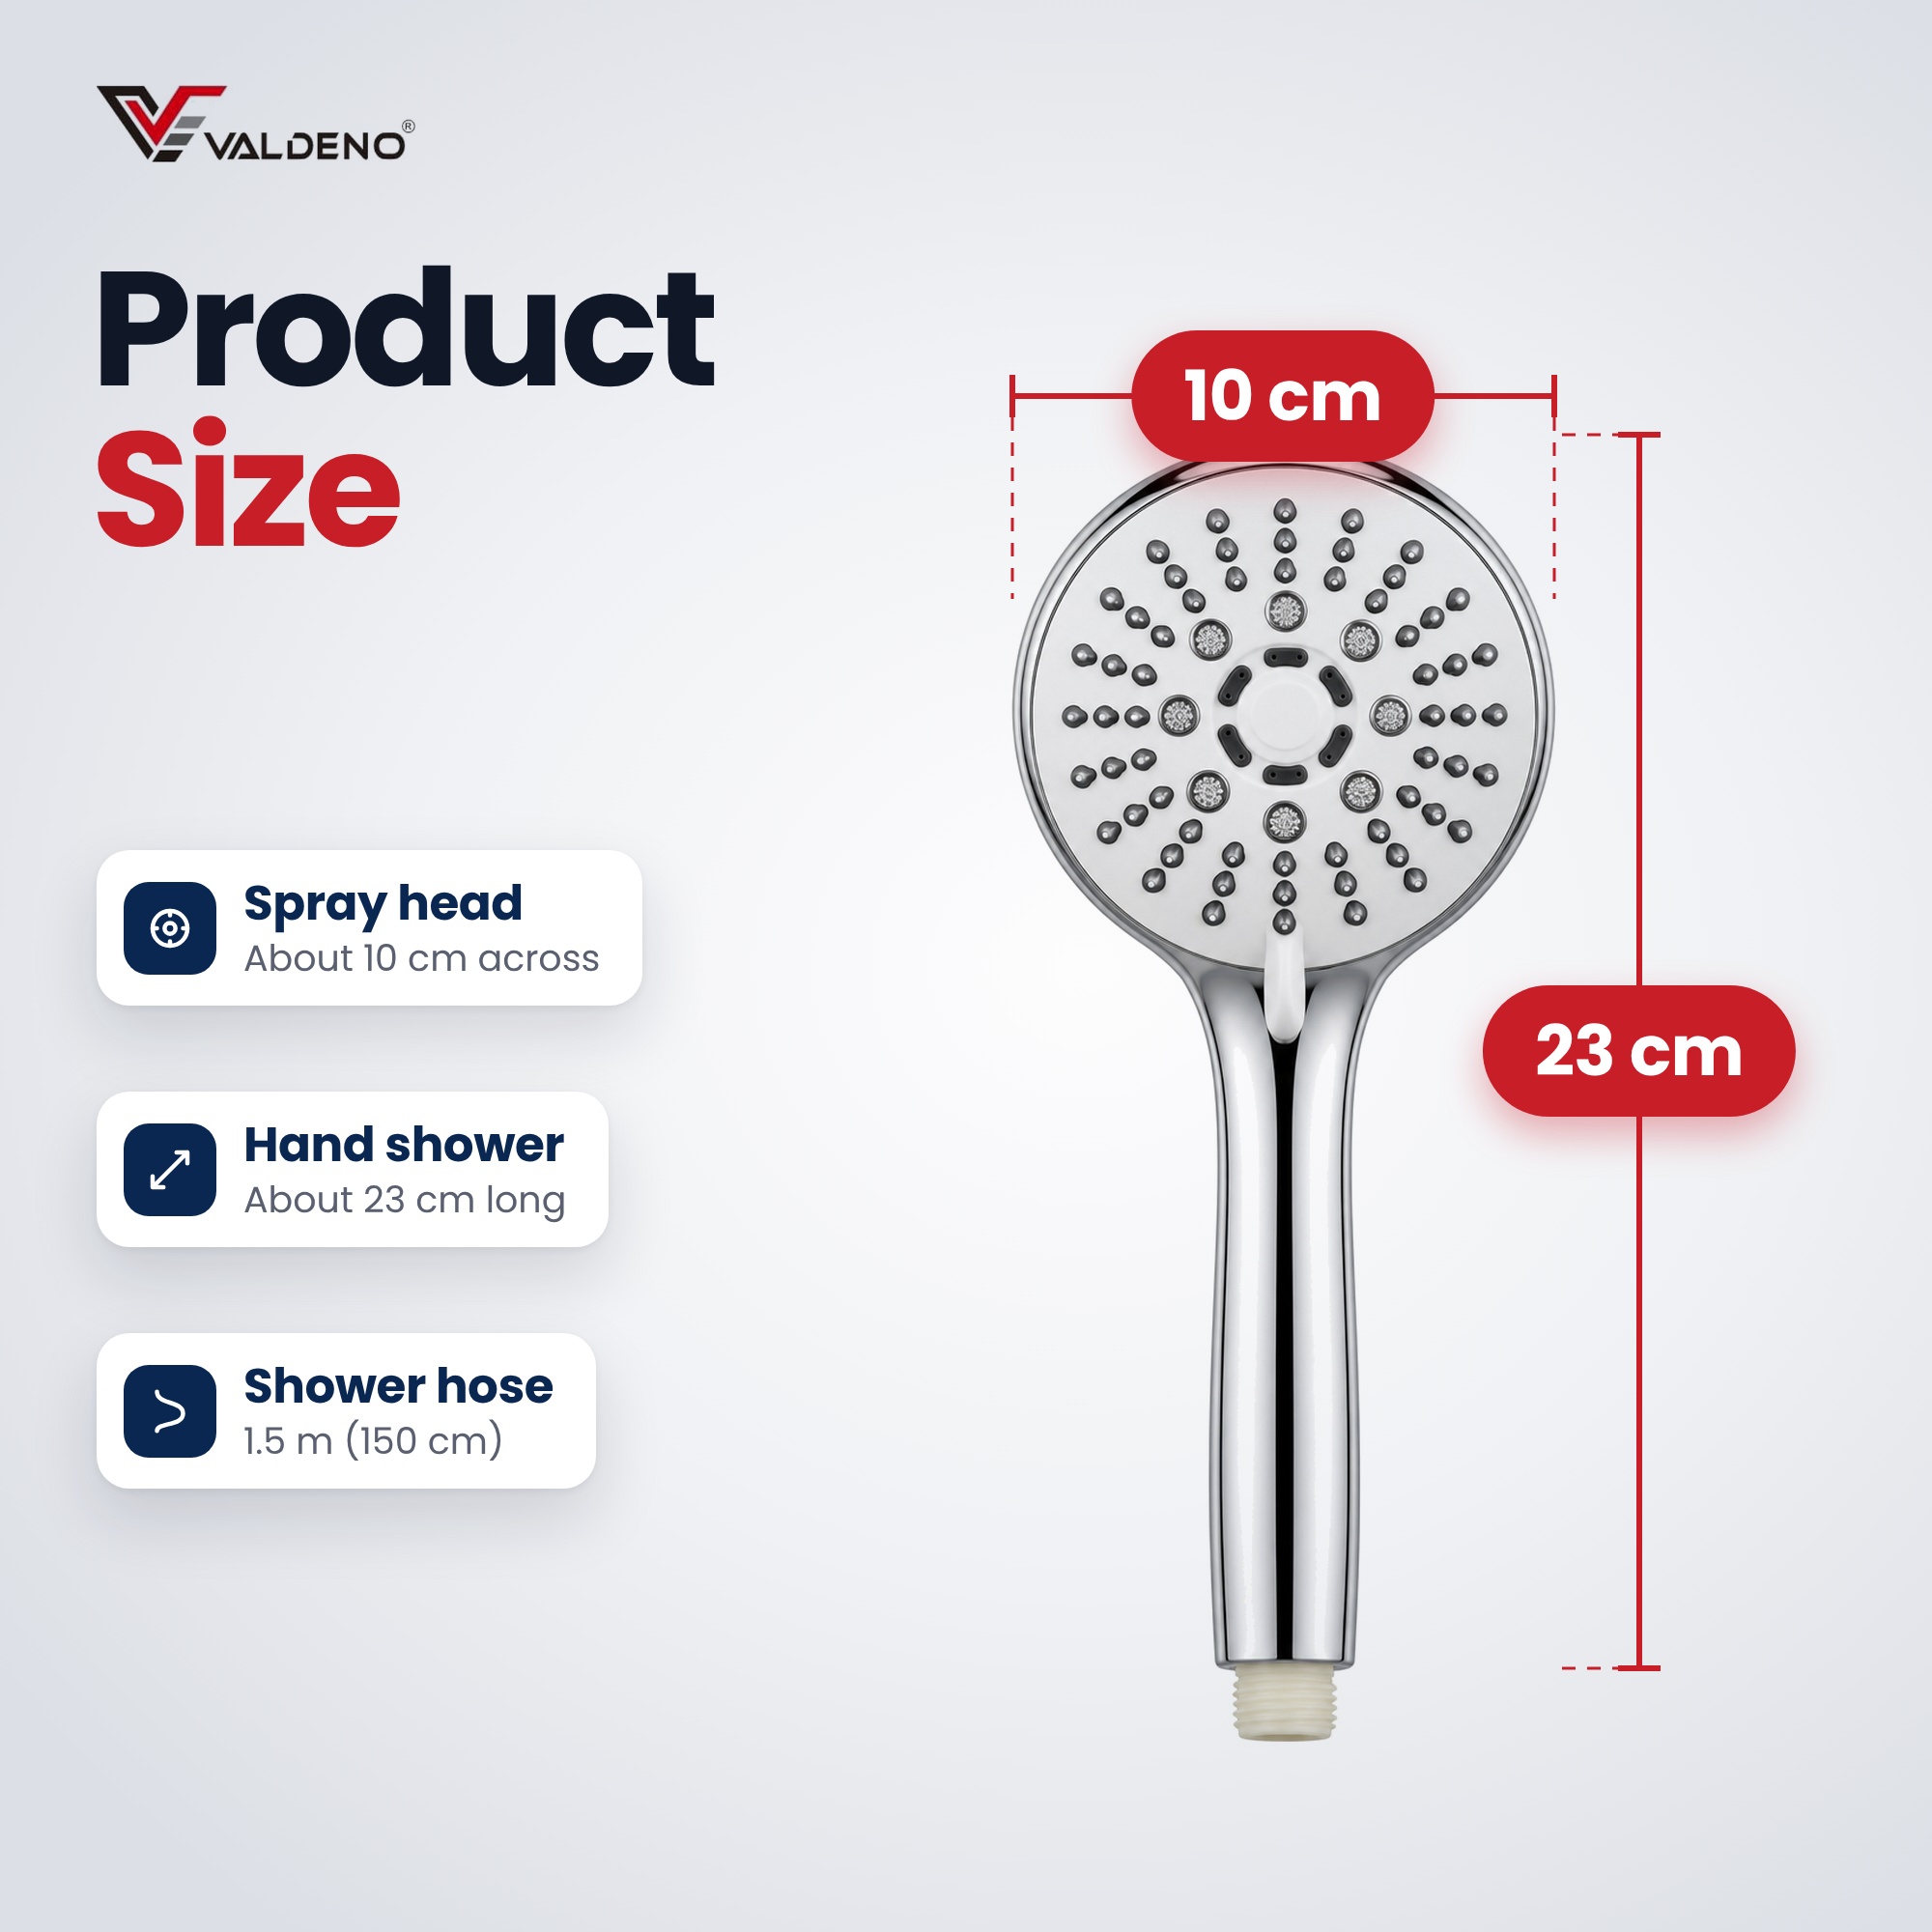 VALDENO®
Product
Size
10 cm
Spray head
About 10 cm across
23 cm
Hand shower
About 23 cm long
Shower hose
1.5 m (150 cm)